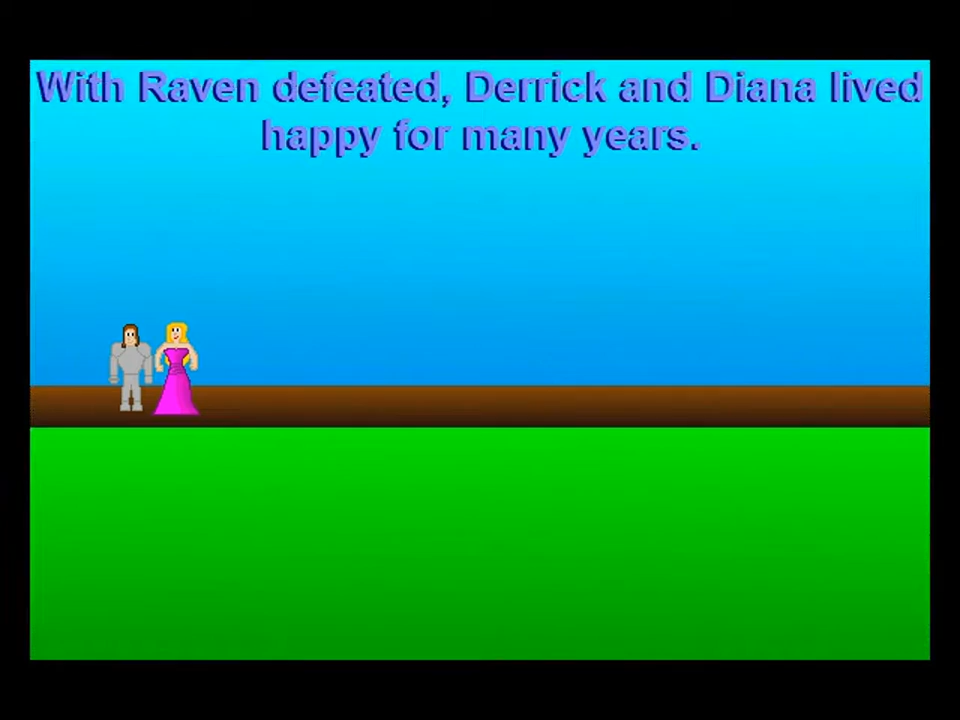 With Raven defeated, Derrick and Diana lived
happy for many years.